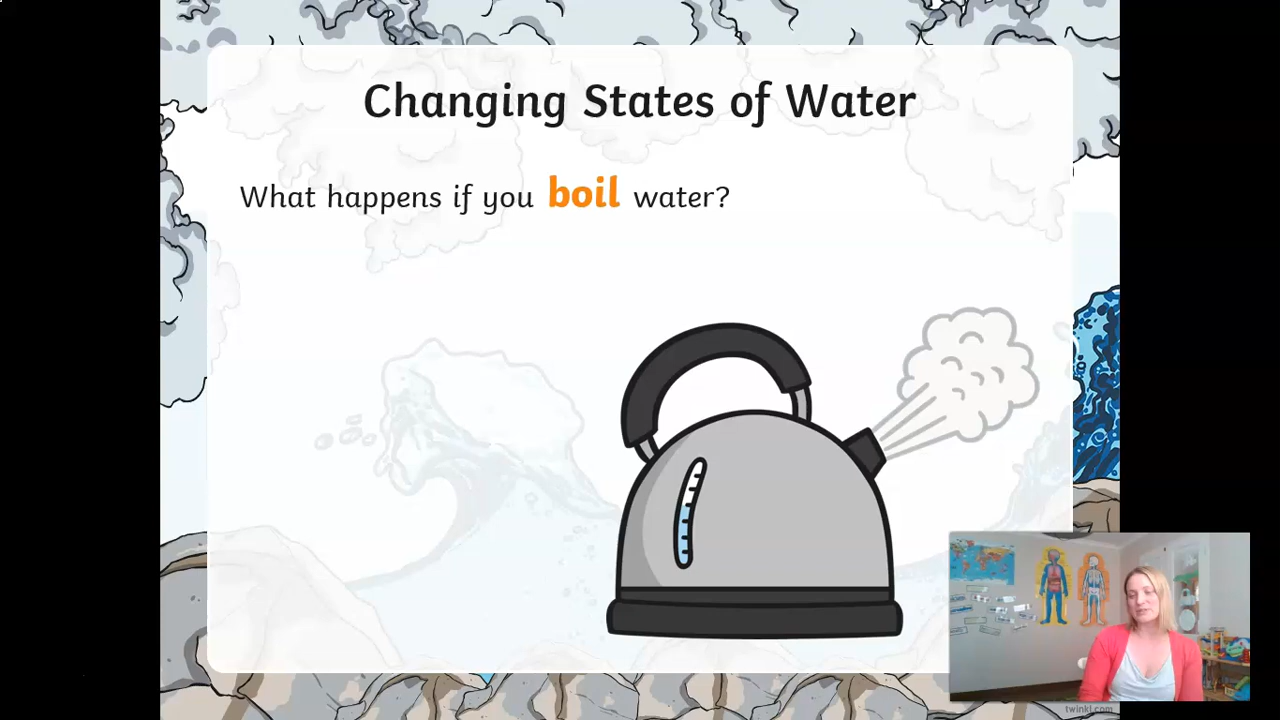 Changing States of Water
What happens if you boil water?
twinkl.com